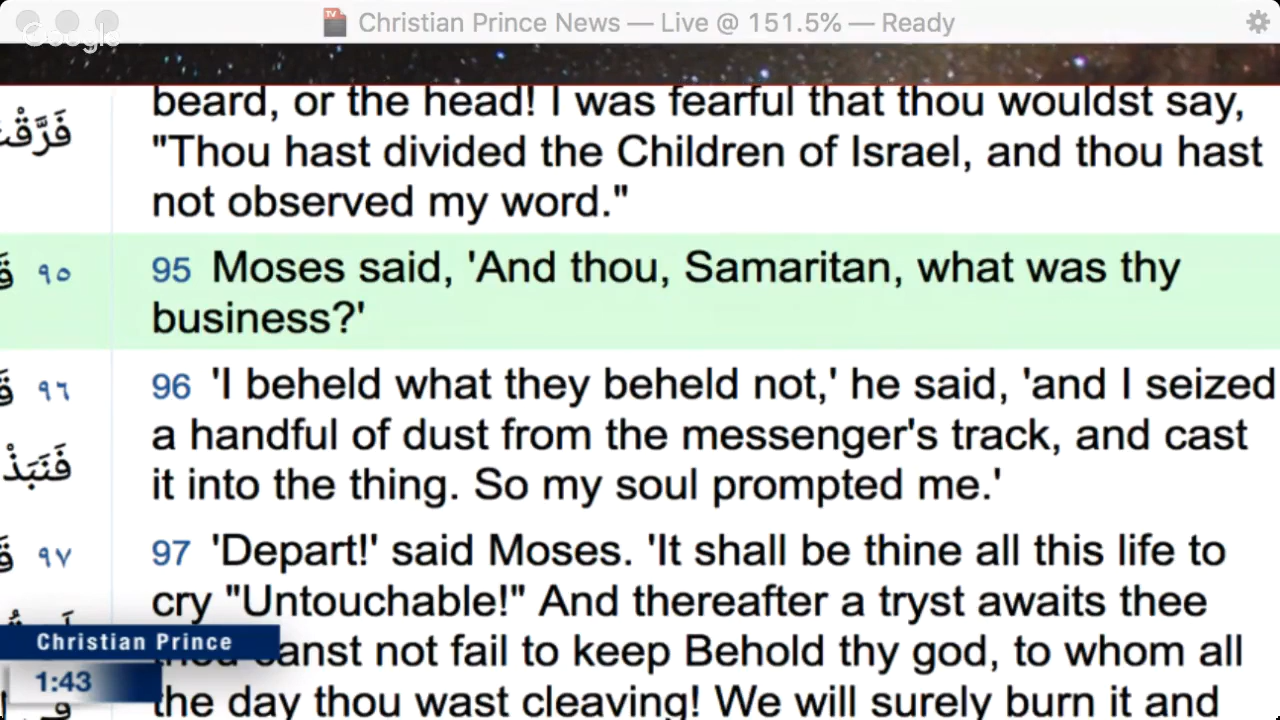 Christian Prince News — Live @ 151.5% — Ready
Google
beard, or the head! I was fearful that thou wouldst say,
"Thou hast divided the Children of Israel, and thou hast
not observed my word."
٩٥
95 Moses said, 'And thou, Samaritan, what was thy
business?'
٩٦
96 'I beheld what they beheld not,' he said, 'and I seized
a handful of dust from the messenger's track, and cast
it into the thing. So my soul prompted me.'
٩٧
97 'Depart!' said Moses. 'It shall be thine all this life to
cry "Untouchable!" And thereafter a tryst awaits thee
thou canst not fail to keep Behold thy god, to whom all
the day thou wast cleaving! We will surely burn it and
Christian Prince
1:43